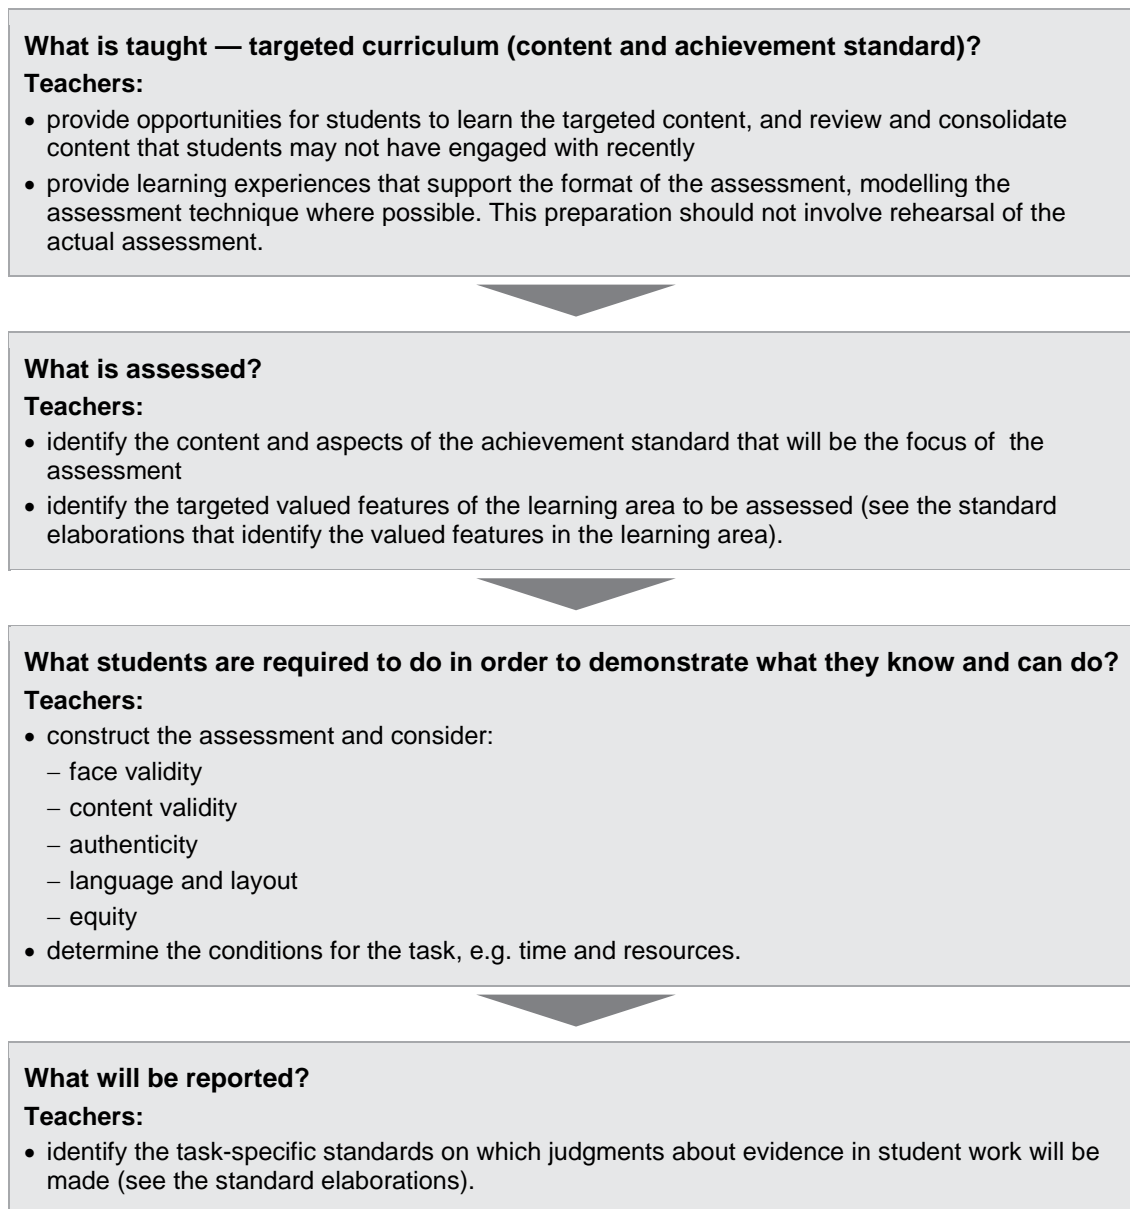 What is taught — targeted curriculum (content and achievement standard)?
Teachers:
• provide opportunities for students to learn the targeted content, and review and consolidate
content that students may not have engaged with recently
• provide learning experiences that support the format of the assessment, modelling the
assessment technique where possible. This preparation should not involve rehearsal of the
actual assessment.
What is assessed?
Teachers:
• identify the content and aspects of the achievement standard that will be the focus of the
assessment
• identify the targeted valued features of the learning area to be assessed (see the standard
elaborations that identify the valued features in the learning area).
What students are required to do in order to demonstrate what they know and can do?
Teachers:
• construct the assessment and consider:
− face validity
− content validity
− authenticity
− language and layout
− equity
• determine the conditions for the task, e.g. time and resources.
What will be reported?
Teachers:
• identify the task-specific standards on which judgments about evidence in student work will be
made (see the standard elaborations).